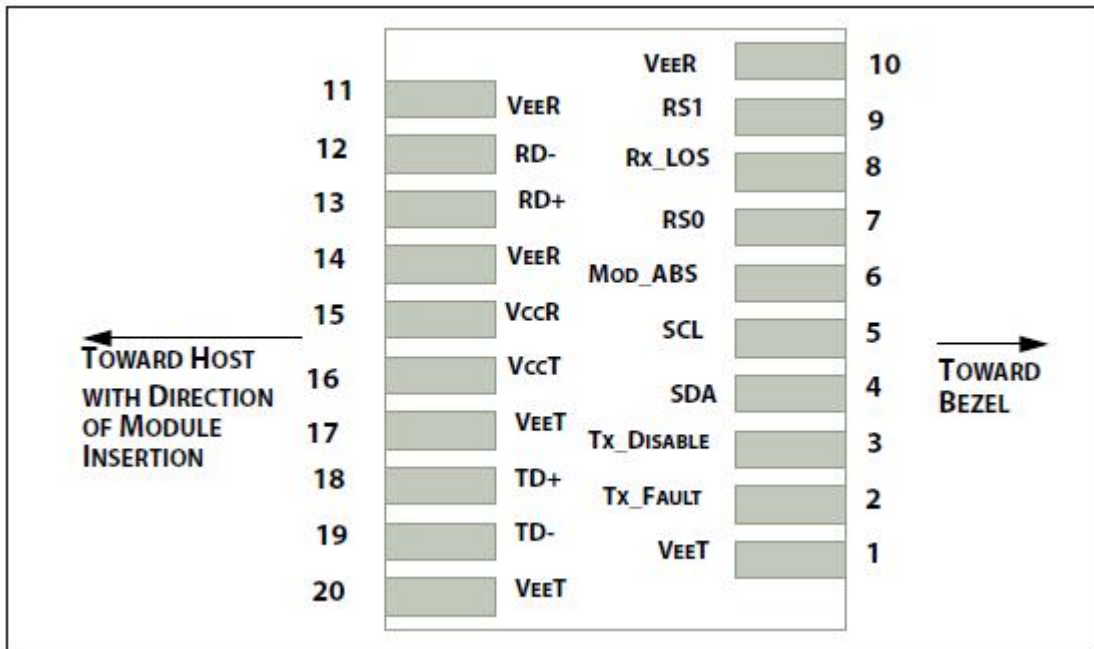 11 VEER
12 RD-
13 RD+
14 VEER
15 VCCR
16 VCCT
17 VEET
18 TD+
19 TD-
20 VEET
VEER 10
RS1 9
RX_LOS 8
RS0 7
MOD_ABS 6
SCL 5
SDA 4
TX_DISABLE 3
TX_FAULT 2
VEET 1
TOWARD HOST
WITH DIRECTION
OF MODULE
INSERTION
TOWARD
BEZEL